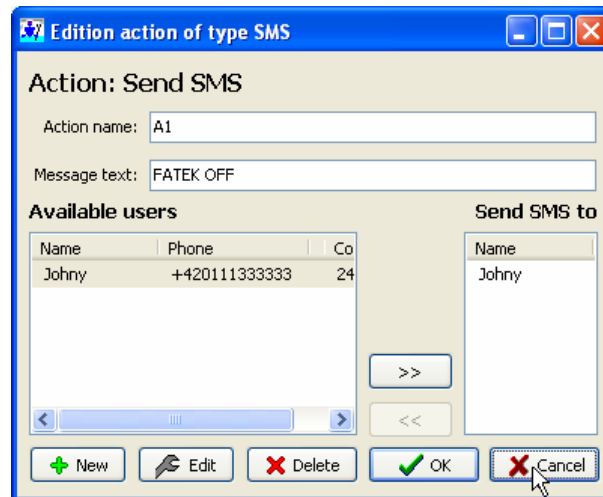 Edition action of type SMS
Action: Send SMS
Action name: A1
Message text: FATEK OFF
Available users Send SMS to
Name Phone Co Name
Johny +420111333333 24 Johny
>>
<<
New Edit Delete OK Cancel